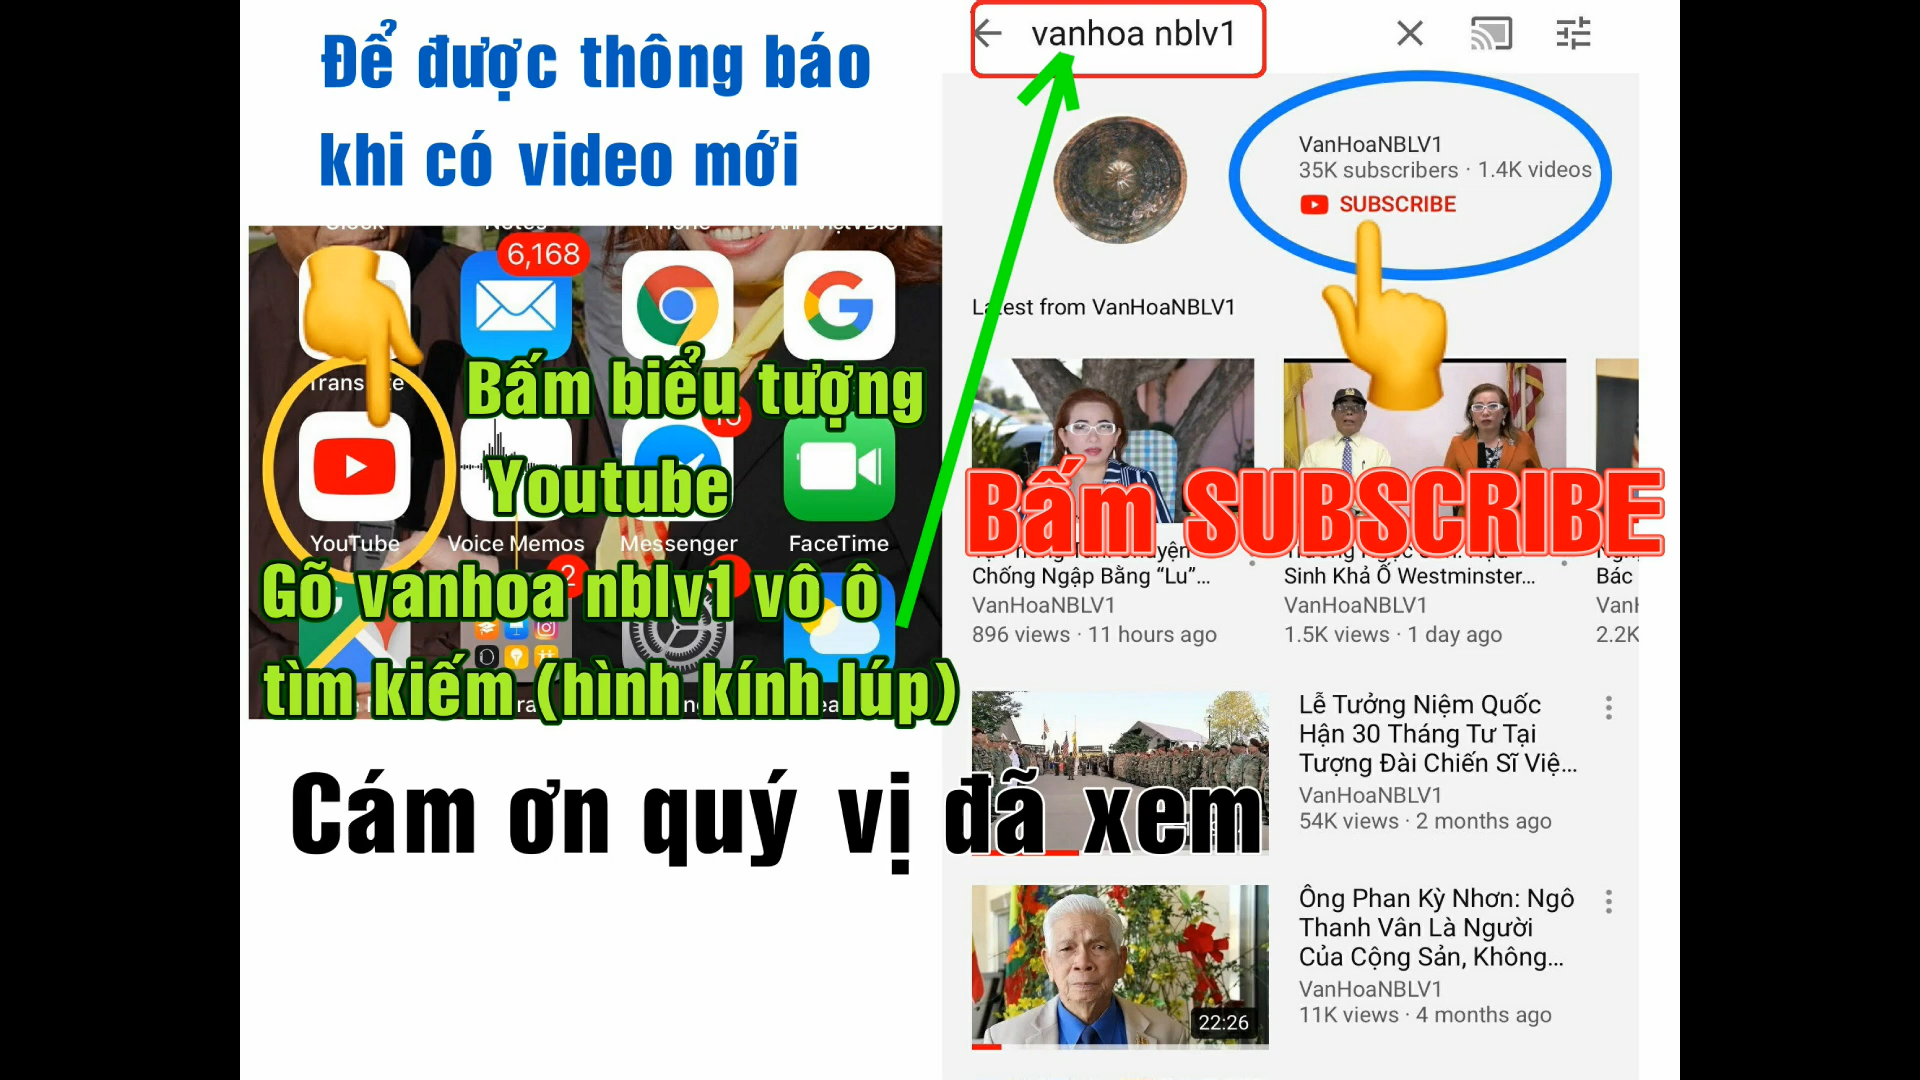 Để được thông báo
khi có video mới
6,168
Bấm biểu tượng
Youtube
YouTube
Voice Memos
Messenger
FaceTime
2
Gõ vanhoa nblv1 vô ô
tìm kiếm (hình kính lúp)
Cám ơn quý vị đã xem
vanhoa nblv1
VanHoaNBLV1
35K subscribers · 1.4K videos
SUBSCRIBE
Latest from VanHoaNBLV1
Bấm SUBSCRIBE
Chống Ngập Bằng “Lu”...
VanHoaNBLV1
896 views · 11 hours ago
Sinh Khả Ố Westminster...
VanHoaNBLV1
1.5K views · 1 day ago
Bác
2.2K
Lễ Tưởng Niệm Quốc
Hận 30 Tháng Tư Tại
Tượng Đài Chiến Sĩ Việ...
VanHoaNBLV1
54K views · 2 months ago
Ông Phan Kỳ Nhơn: Ngô
Thanh Vân Là Người
Của Cộng Sản, Không...
VanHoaNBLV1
11K views · 4 months ago
22:26